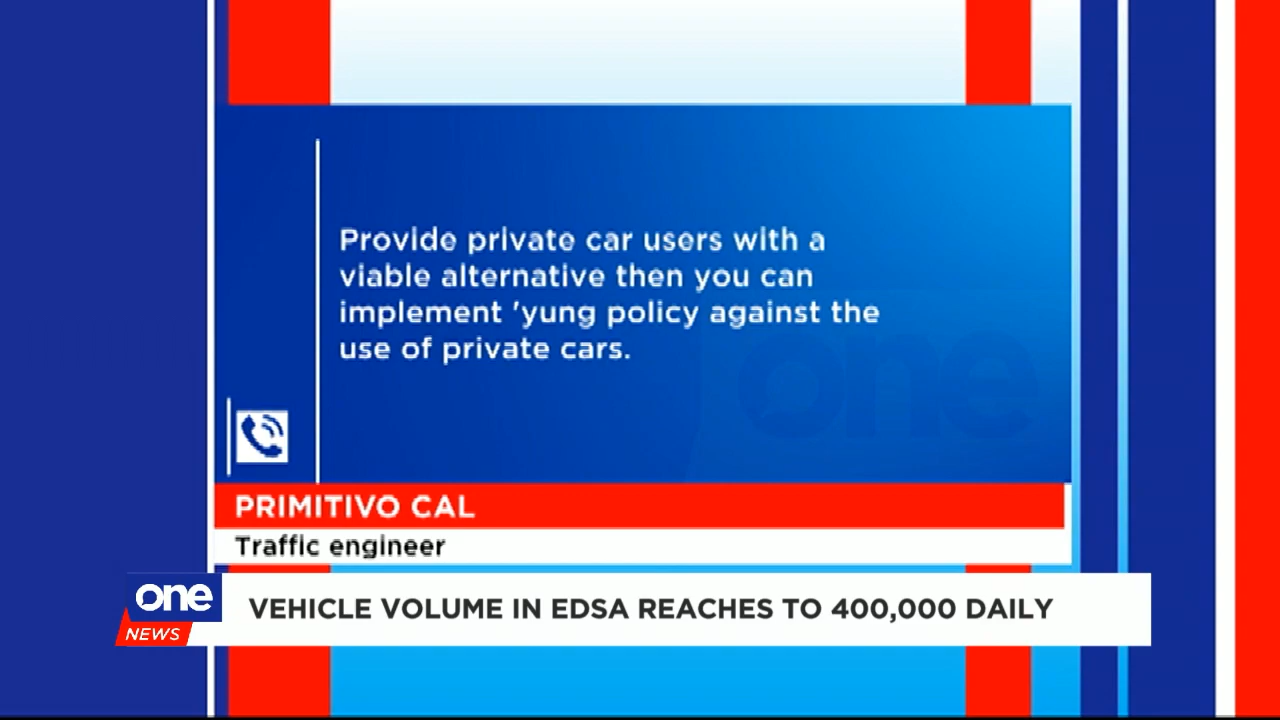 Provide private car users with a
viable alternative then you can
implement 'yung policy against the
use of private cars.
one
PRIMITIVO CAL
Traffic engineer
one
NEWS
VEHICLE VOLUME IN EDSA REACHES TO 400,000 DAILY